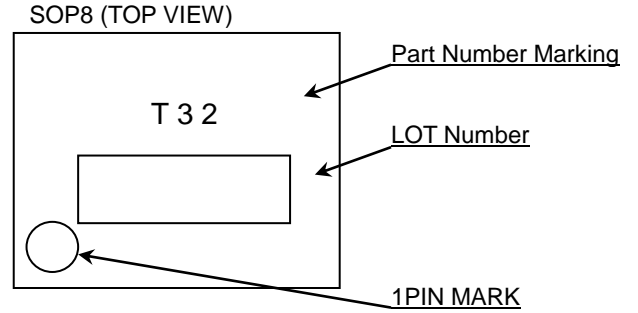 SOP8 (TOP VIEW)
Part Number Marking
T 3 2
LOT Number
1PIN MARK